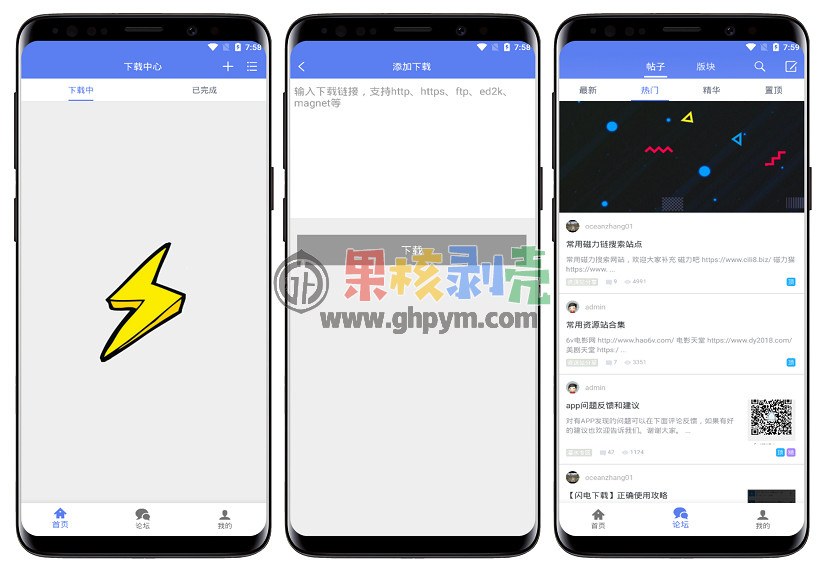 7:58
下载中心
下载中
已完成
首页
论坛
我的
7:58
添加下载
输入下载链接，支持http、https、ftp、ed2k、
magnet等
下载
果核剥壳
www.ghpym.com
7:59
帖子
版块
最新
热门
精华
置顶
oceanzhang01
常用磁力链搜索站点
常用磁力搜索网站，欢迎大家补充 磁力吧 https://www.cili8.biz/ 磁力猫
https://www. ...
9
4991
顶
admin
常用资源站合集
6v电影网 http://www.hao6v.com/ 电影天堂 https://www.dy2018.com/
美剧天堂 https:/ ...
7
3351
顶
admin
app问题反馈和建议
对有APP发现的问题可以在下面评论反馈，如果有好
的建议也欢迎告诉我们。谢谢大家。 ...
42
1174
顶
精
oceanzhang01
【闪电下载】正确使用攻略
首页
论坛
我的